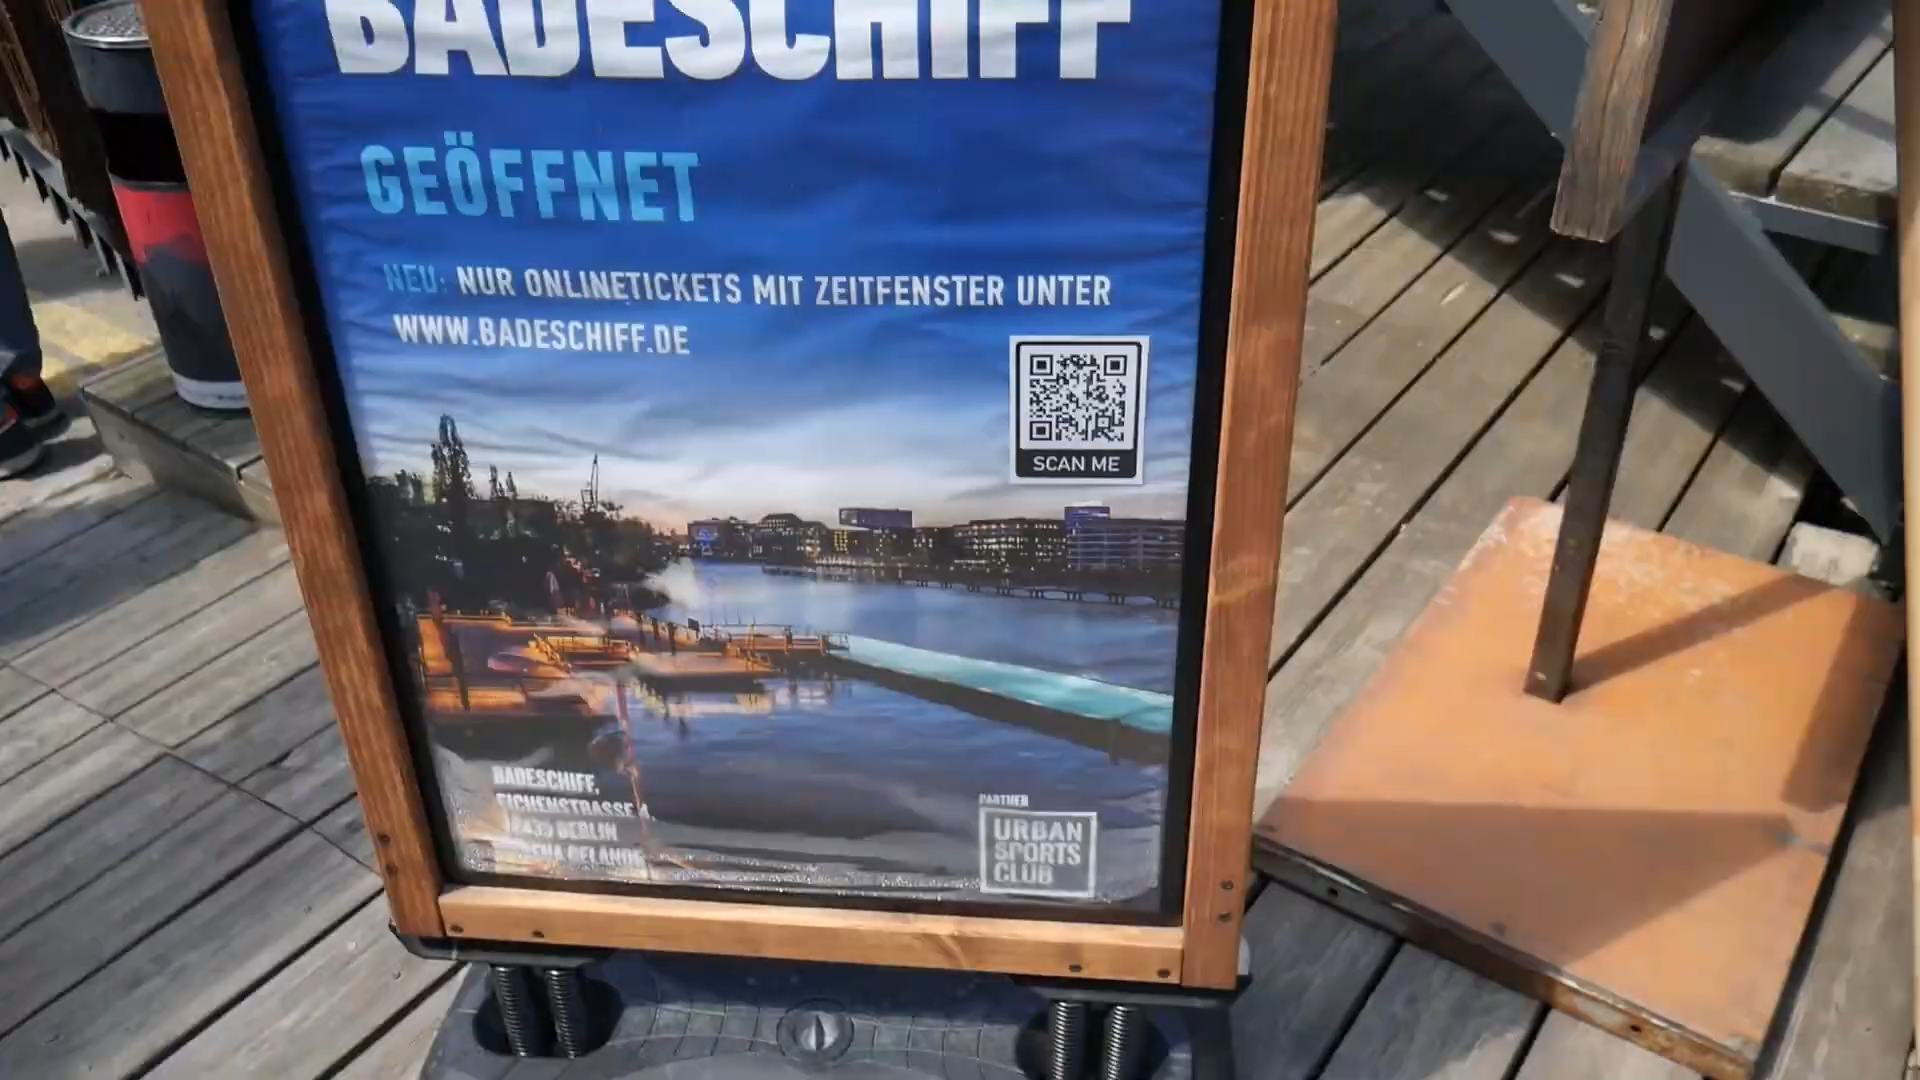 BADESCHIFF
GEÖFFNET
NEU: NUR ONLINETICKETS MIT ZEITFENSTER UNTER
WWW.BADESCHIFF.DE
SCAN ME
BADESCHIFF,
EICHENSTRASSE 4,
BERLIN
GELÄNDE
PARTNER
URBAN
SPORTS
CLUB